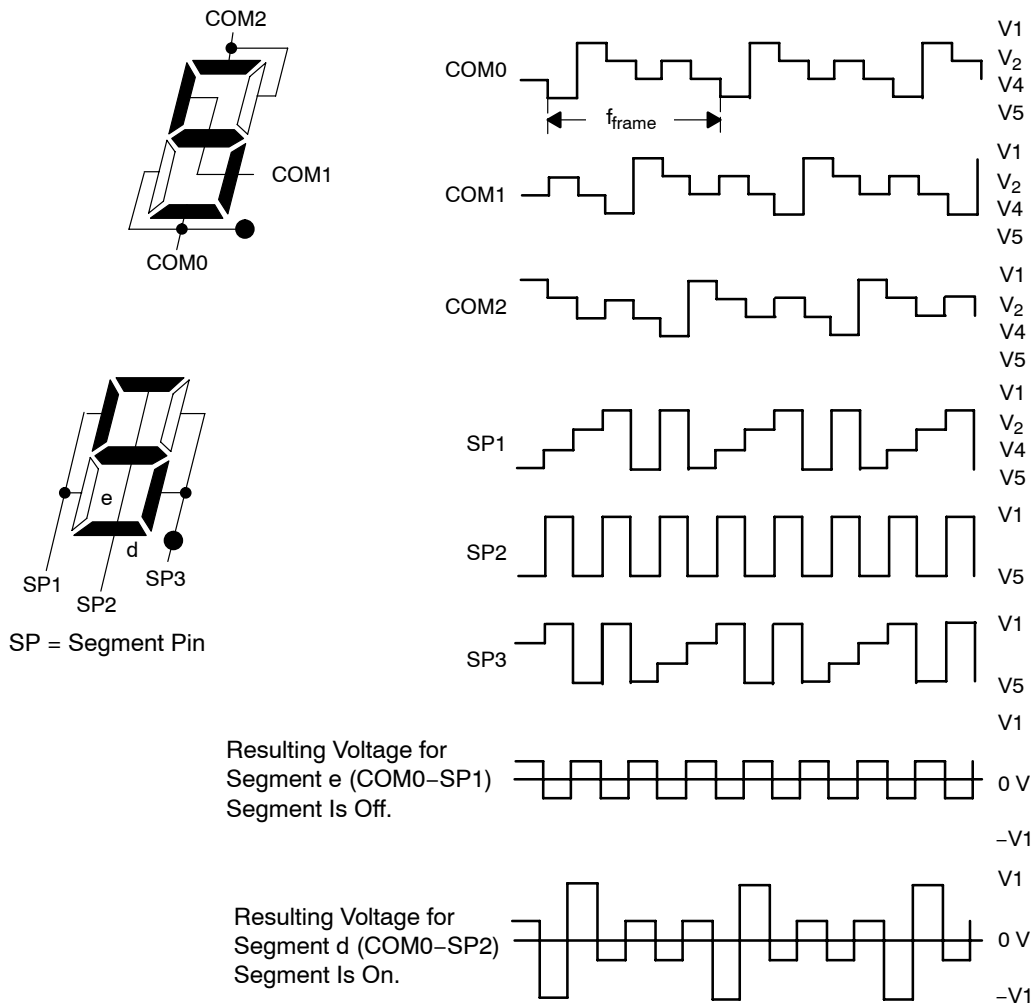 COM2
COM1
COM0
e
d
SP1
SP2
SP3
SP = Segment Pin
COM0
f_frame
V1
V₂
V4
V5
COM1
V1
V₂
V4
V5
COM2
V1
V₂
V4
V5
SP1
V1
V₂
V4
V5
SP2
V1
V5
SP3
V1
V5
Resulting Voltage for
Segment e (COM0−SP1)
Segment Is Off.
V1
0 V
−V1
Resulting Voltage for
Segment d (COM0−SP2)
Segment Is On.
V1
0 V
−V1